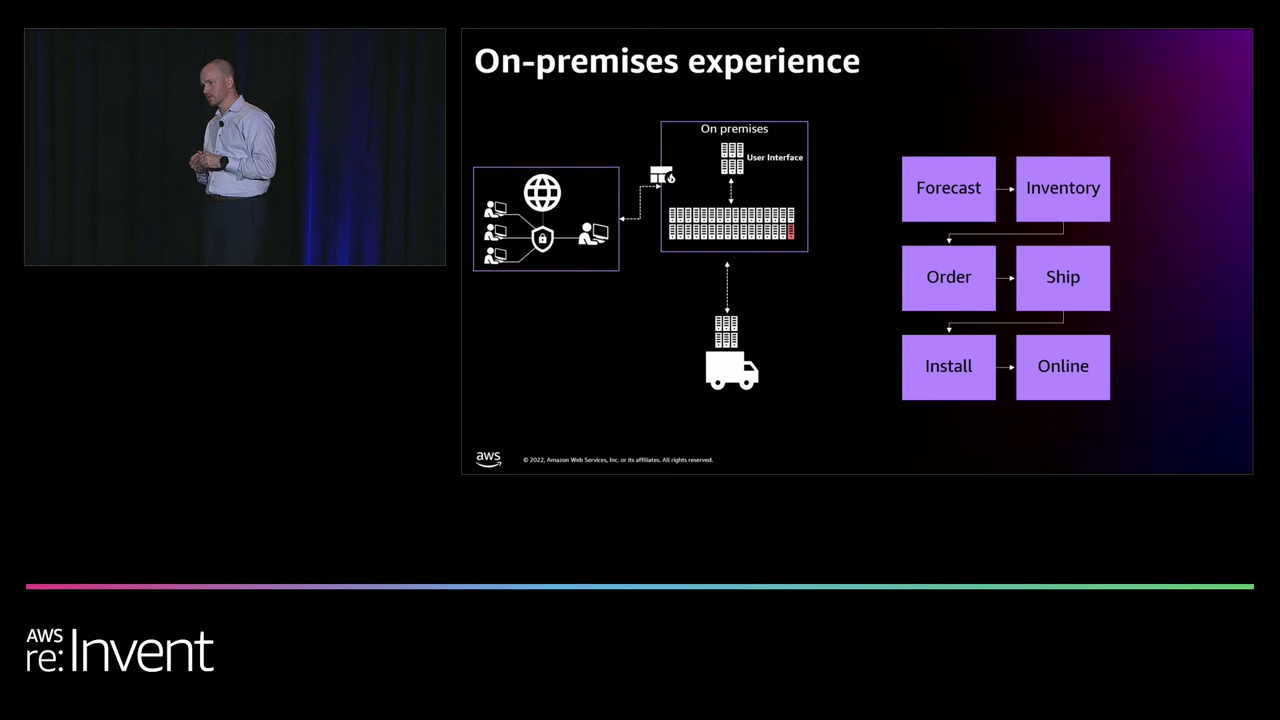 On-premises experience
On premises
User Interface
Forecast
Inventory
Order
Ship
Install
Online
aws
© 2022, Amazon Web Services, Inc. or its affiliates. All rights reserved.
AWS
re:Invent